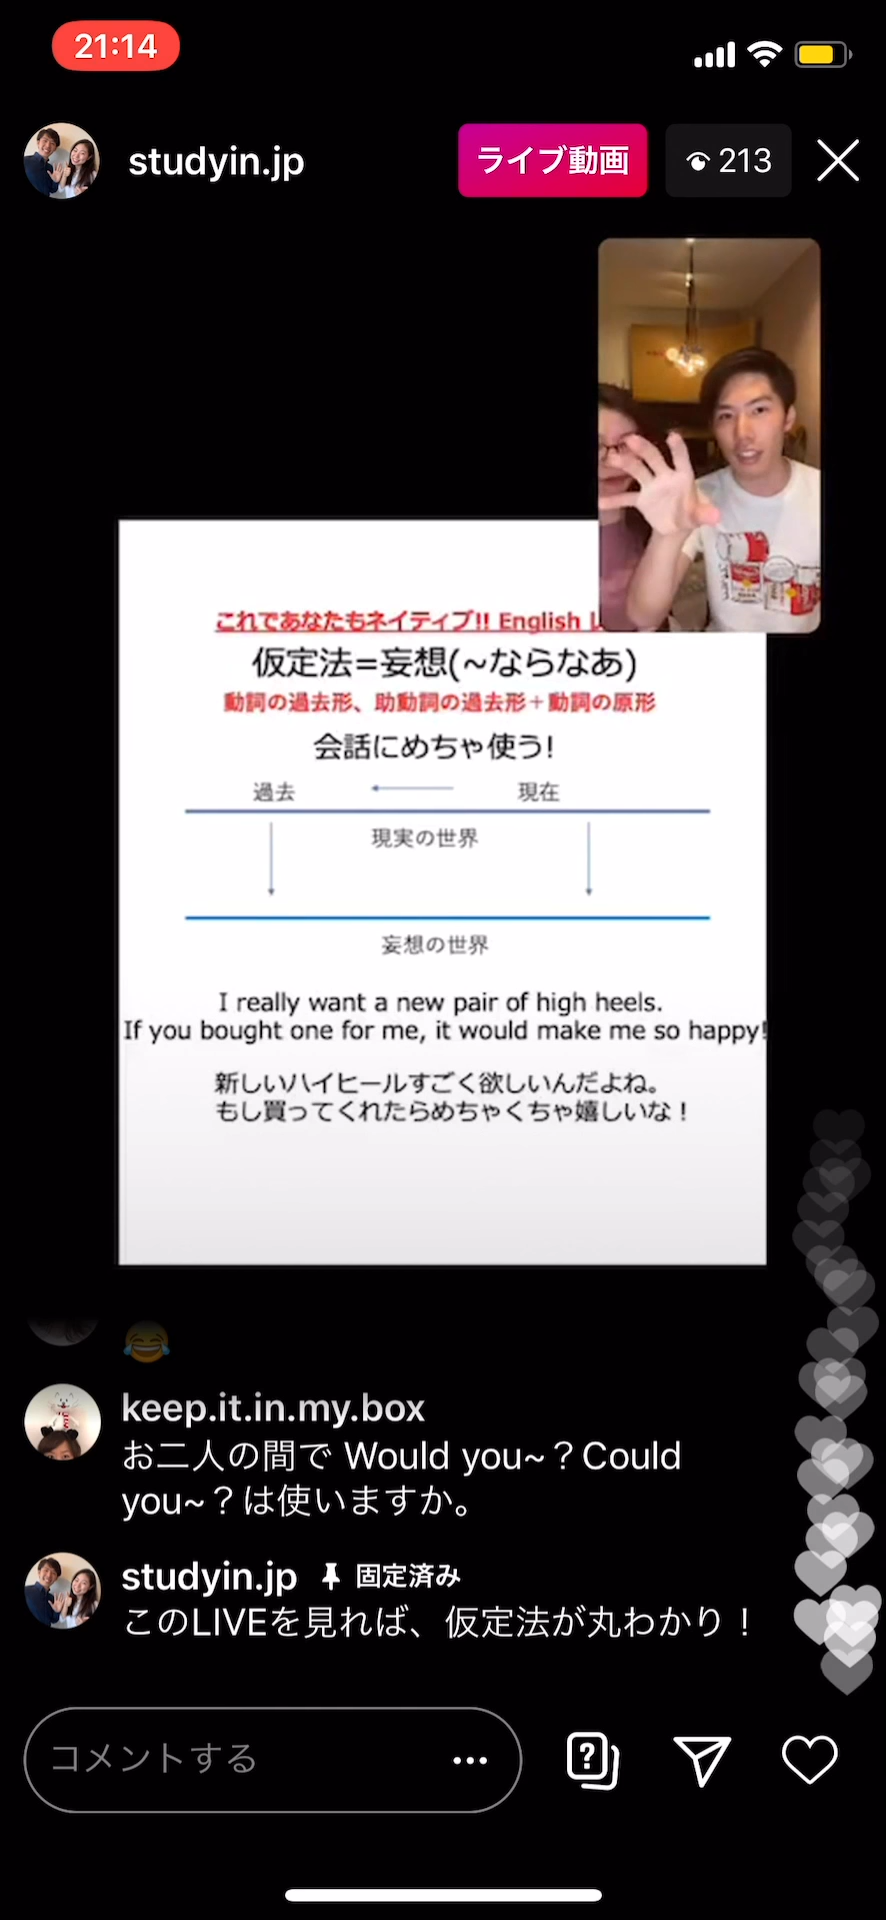 21:14
studyin.jp
ライブ動画
213
これであなたもネイティブ!! English
仮定法=妄想(~ならなあ)
動詞の過去形、助動詞の過去形+動詞の原形
会話にめちゃ使う!
過去
現在
現実の世界
妄想の世界
I really want a new pair of high heels.
If you bought one for me, it would make me so happy!
新しいハイヒールすごく欲しいんだよね。
もし買ってくれたらめちゃくちゃ嬉しいな！
😂
keep.it.in.my.box
お二人の間で Would you~？Could
you~？は使いますか。
studyin.jp 固定済み
このLIVEを見れば、仮定法が丸わかり！
コメントする